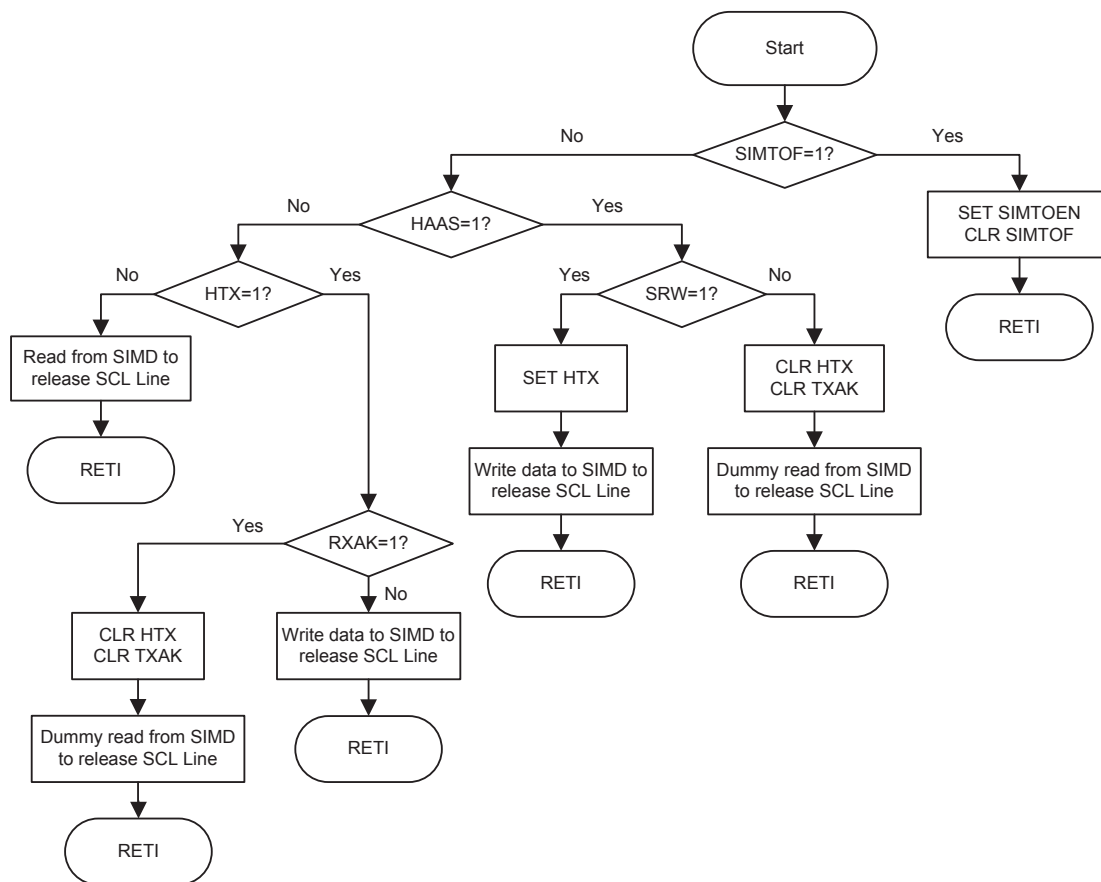 Start
No
Yes
SIMTOF=1?
No
Yes
HAAS=1?
SET SIMTOEN
CLR SIMTOF
No
Yes
HTX=1?
Yes
No
SRW=1?
RETI
Read from SIMD to
release SCL Line
SET HTX
CLR HTX
CLR TXAK
RETI
Write data to SIMD to
release SCL Line
Dummy read from SIMD
to release SCL Line
Yes
RXAK=1?
No
RETI
RETI
CLR HTX
CLR TXAK
Write data to SIMD to
release SCL Line
Dummy read from SIMD
to release SCL Line
RETI
RETI